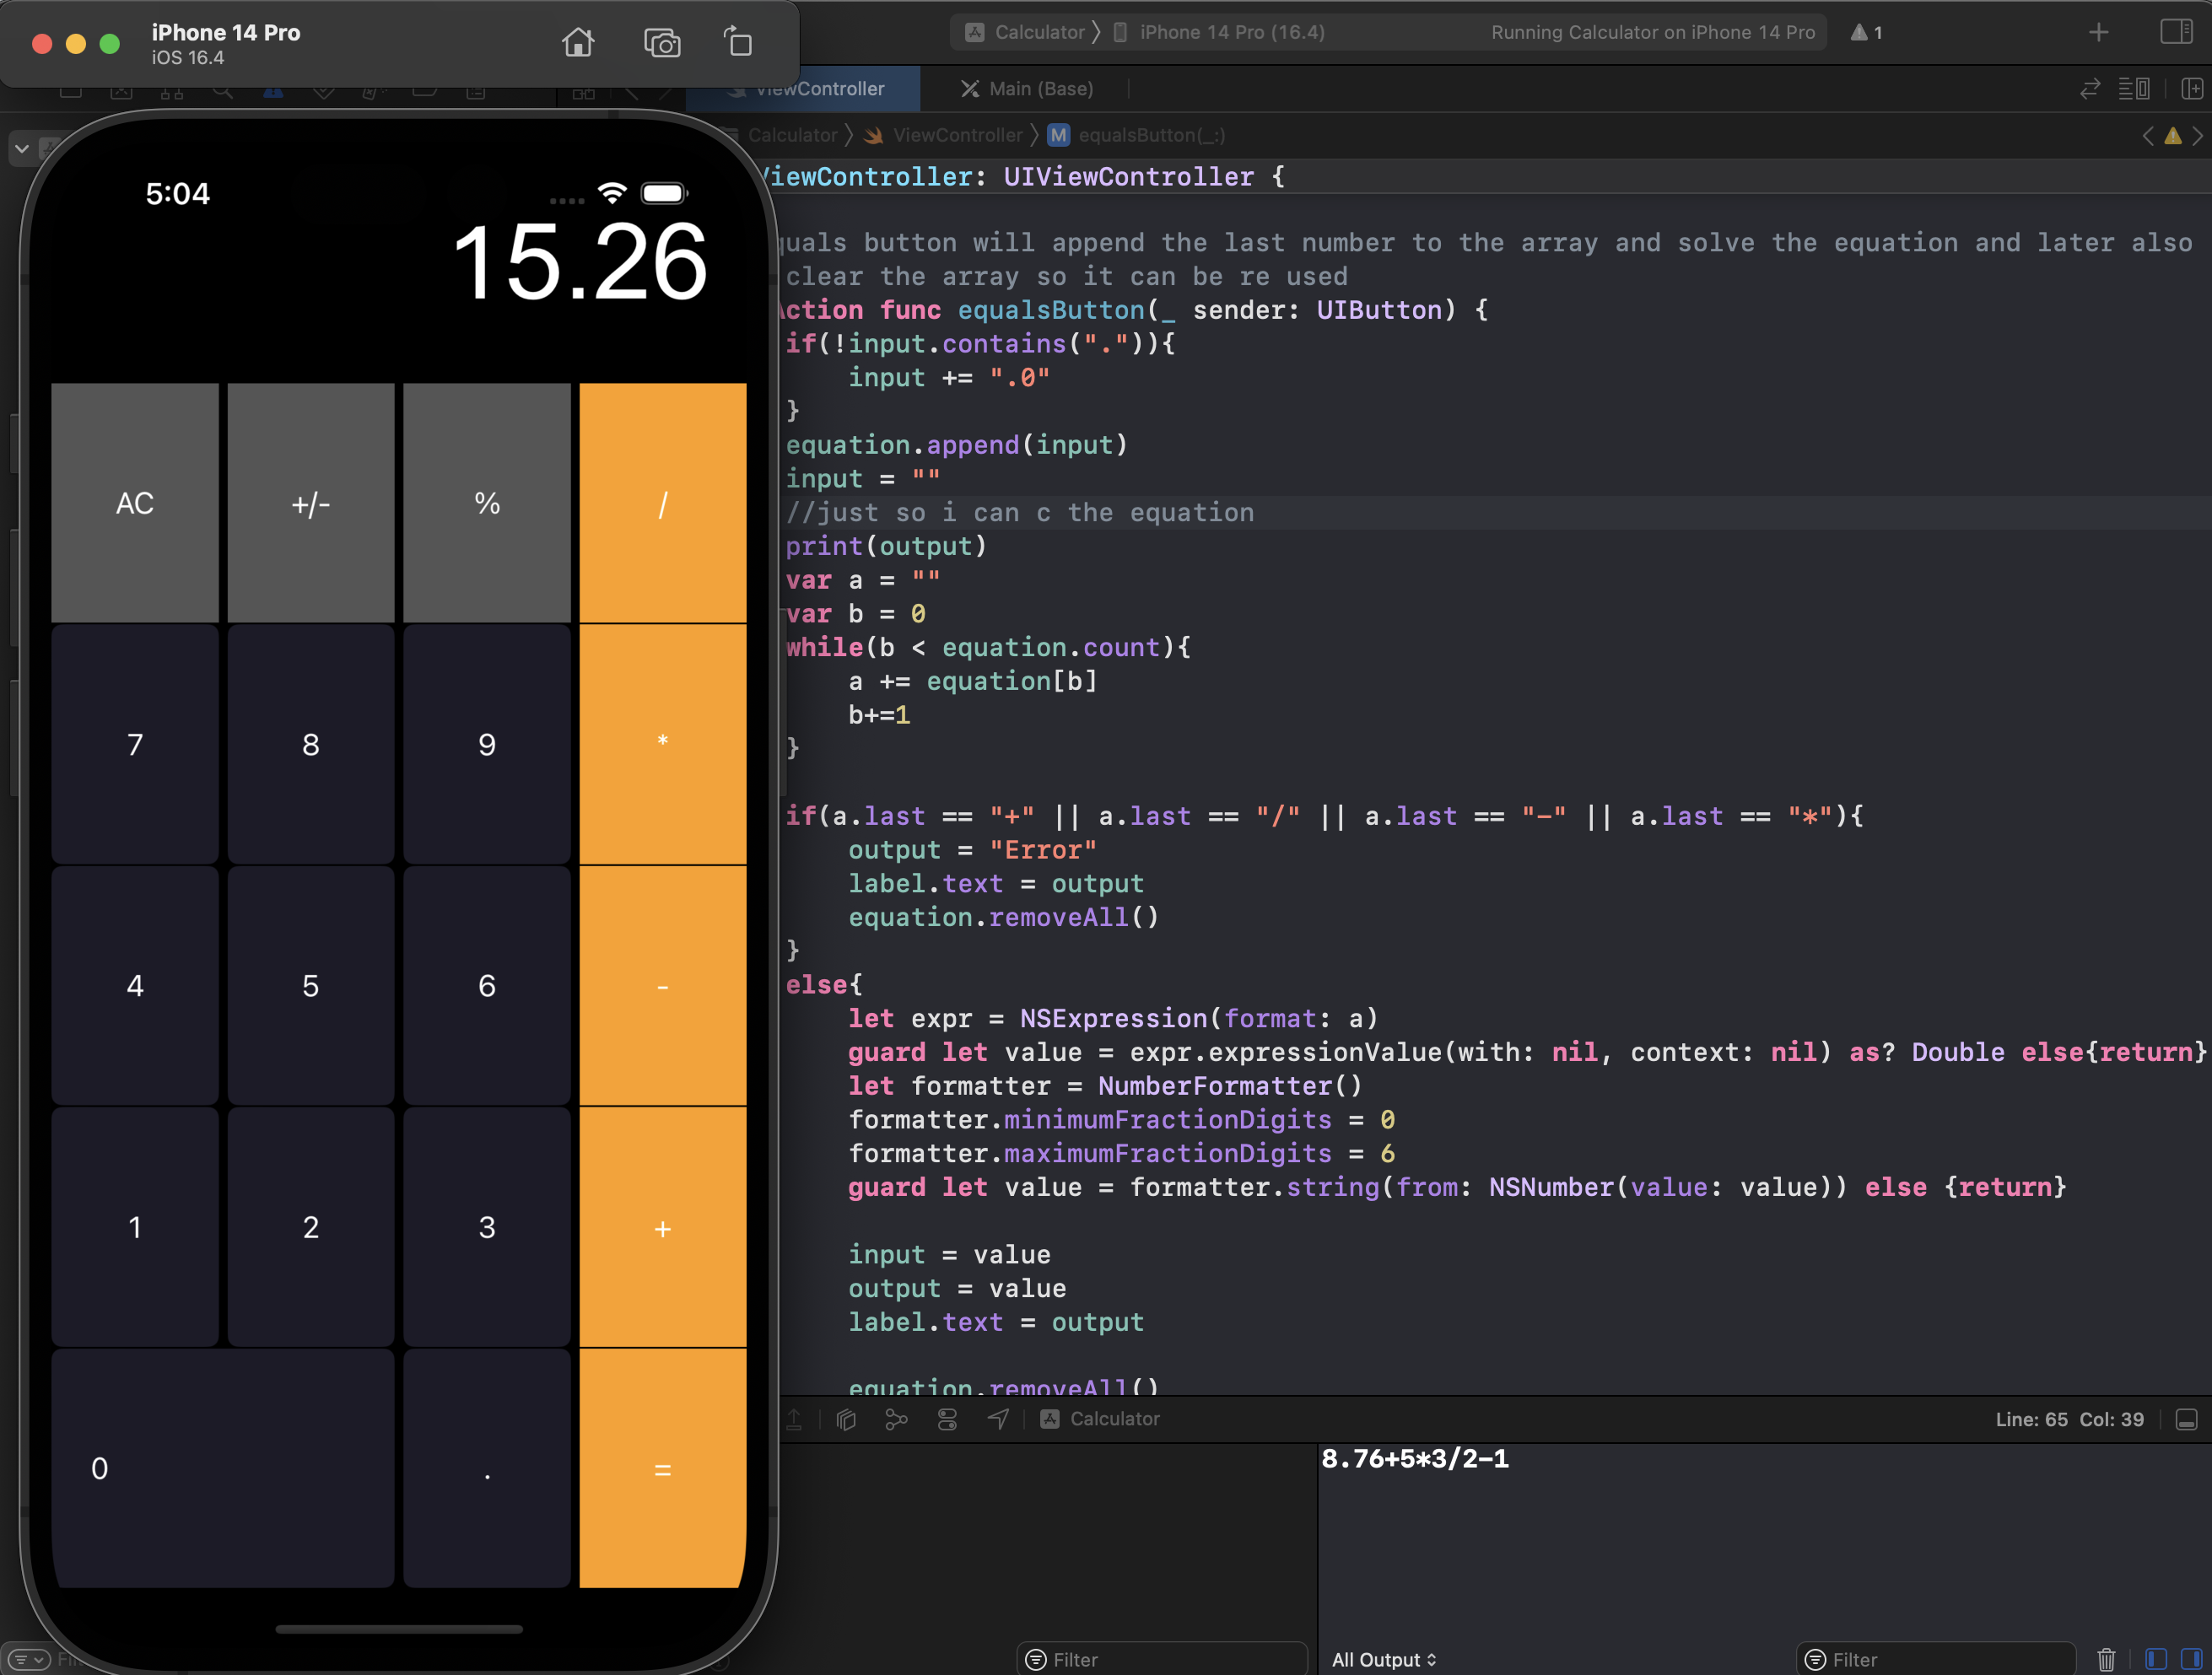 iPhone 14 Pro
iOS 16.4
Calculator
iPhone 14 Pro (16.4)
Running Calculator on iPhone 14 Pro
1
ViewController
Main (Base)
Calculator
ViewController
M
equalsButton(_:)
5:04
15.26
AC
+/-
%
/
7
8
9
*
4
5
6
-
1
2
3
+
0
.
=
ViewController: UIViewController {
quals button will append the last number to the array and solve the equation and later also
clear the array so it can be re used
Action func equalsButton(_ sender: UIButton) {
if(!input.contains(".")){
input += ".0"
}
equation.append(input)
input = ""
//just so i can c the equation
print(output)
var a = ""
var b = 0
while(b < equation.count){
a += equation[b]
b+=1
}
if(a.last == "+" || a.last == "/" || a.last == "-" || a.last == "*"){
output = "Error"
label.text = output
equation.removeAll()
}
else{
let expr = NSExpression(format: a)
guard let value = expr.expressionValue(with: nil, context: nil) as? Double else{return}
let formatter = NumberFormatter()
formatter.minimumFractionDigits = 0
formatter.maximumFractionDigits = 6
guard let value = formatter.string(from: NSNumber(value: value)) else {return}
input = value
output = value
label.text = output
equation.removeAll()
Calculator
Line: 65 Col: 39
8.76+5*3/2-1
Filter
All Output
Filter